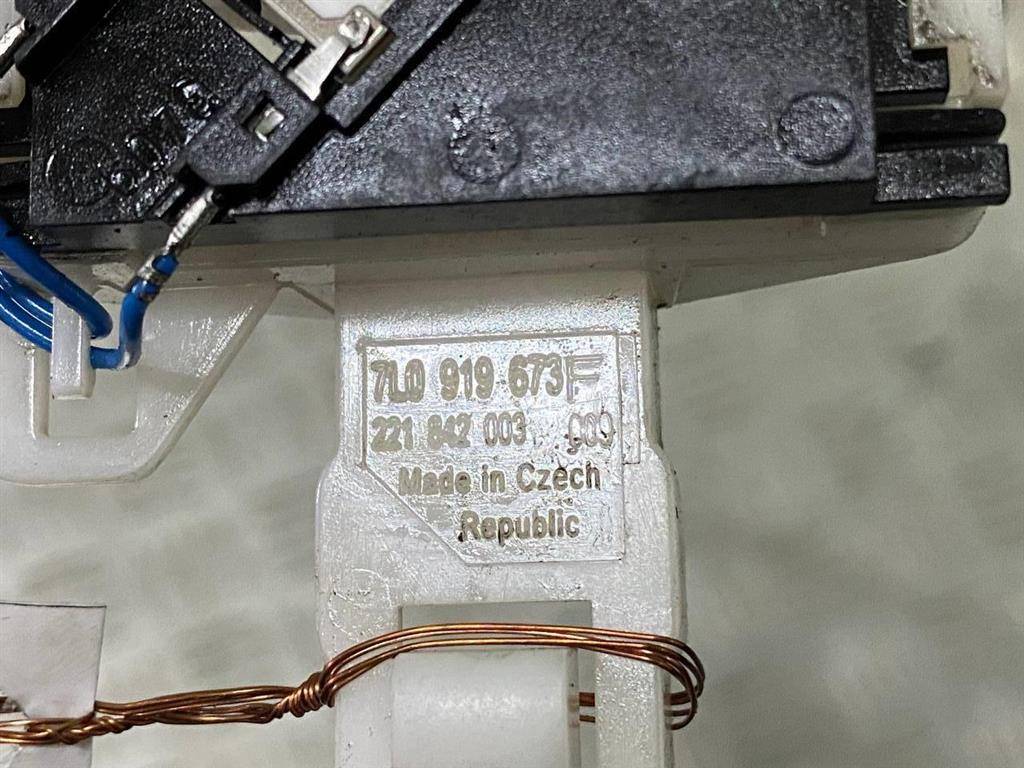 7L0 919 673F
221 842 003 009
Made in Czech
Republic